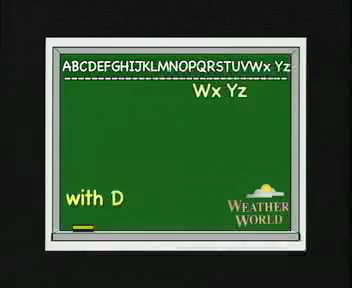 ABCDEFGHIJKLMNOPQRSTUVWx Yz
Wx Yz
with D
WEATHER
WORLD